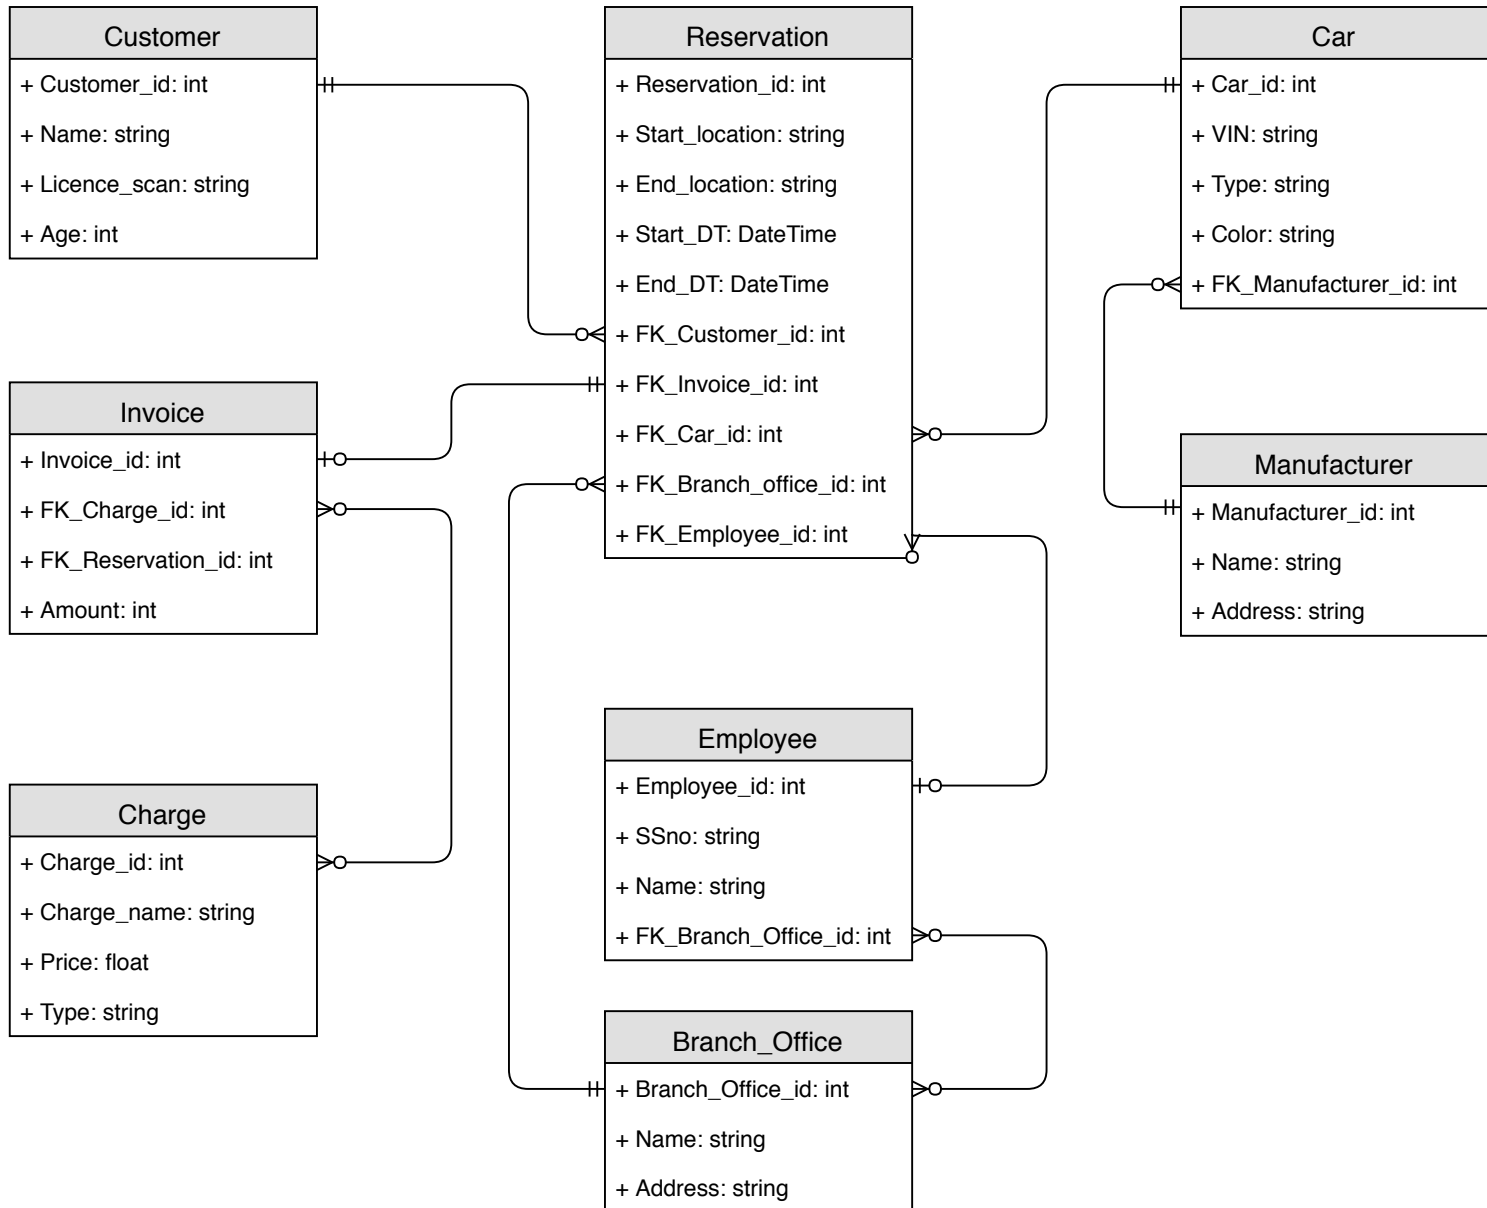 Customer
+ Customer_id: int
+ Name: string
+ Licence_scan: string
+ Age: int
Invoice
+ Invoice_id: int
+ FK_Charge_id: int
+ FK_Reservation_id: int
+ Amount: int
Charge
+ Charge_id: int
+ Charge_name: string
+ Price: float
+ Type: string
Reservation
+ Reservation_id: int
+ Start_location: string
+ End_location: string
+ Start_DT: DateTime
+ End_DT: DateTime
+ FK_Customer_id: int
+ FK_Invoice_id: int
+ FK_Car_id: int
+ FK_Branch_office_id: int
+ FK_Employee_id: int
Employee
+ Employee_id: int
+ SSno: string
+ Name: string
+ FK_Branch_Office_id: int
Branch_Office
+ Branch_Office_id: int
+ Name: string
+ Address: string
Car
+ Car_id: int
+ VIN: string
+ Type: string
+ Color: string
+ FK_Manufacturer_id: int
Manufacturer
+ Manufacturer_id: int
+ Name: string
+ Address: string